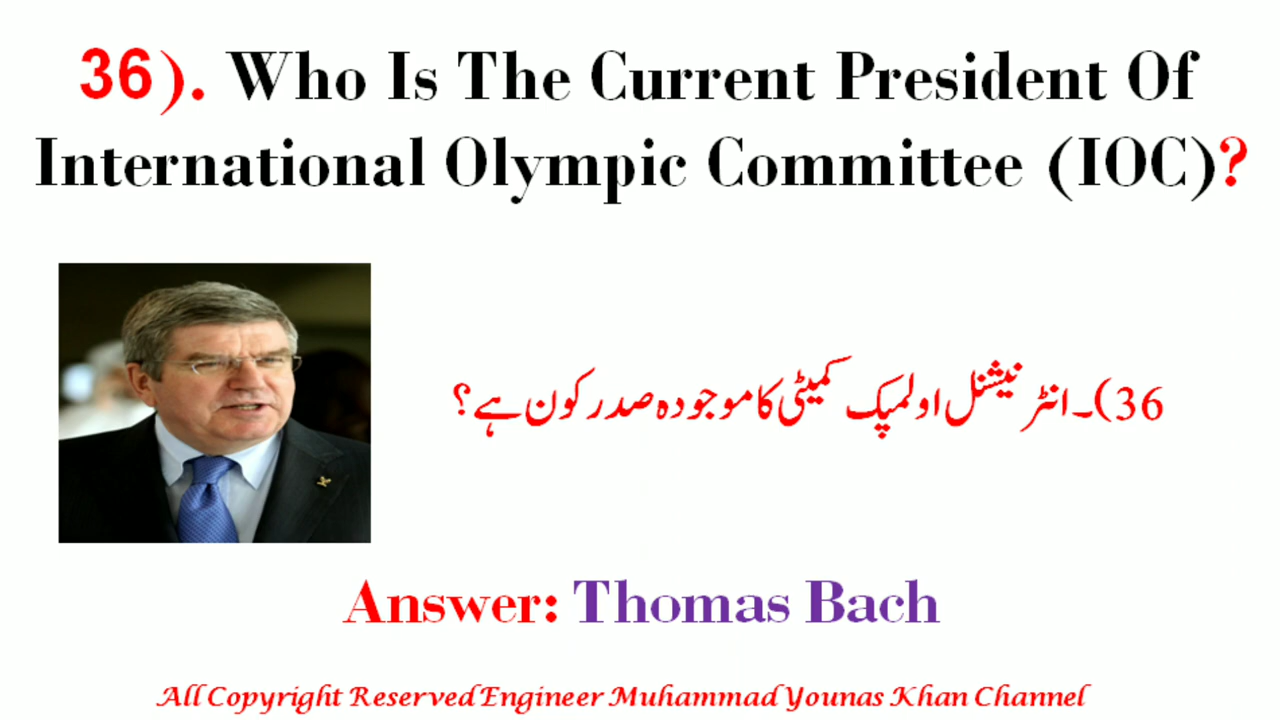 36). Who Is The Current President Of
International Olympic Committee (IOC)?
36)۔ انٹرنیشنل اولمپک کمیٹی کا موجودہ صدر کون ہے؟
Answer: Thomas Bach
All Copyright Reserved Engineer Muhammad Younas Khan Channel